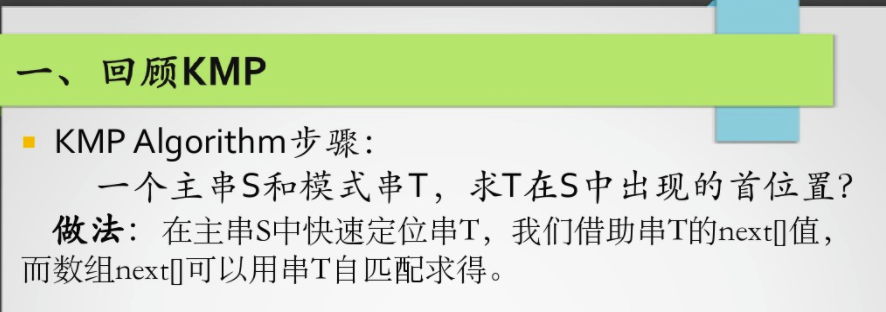 一、回顾KMP
KMP Algorithm步骤：
一个主串S和模式串T，求T在S中出现的首位置？
做法：在主串S中快速定位串T，我们借助串T的next[]值，
而数组next[]可以用串T自匹配求得。